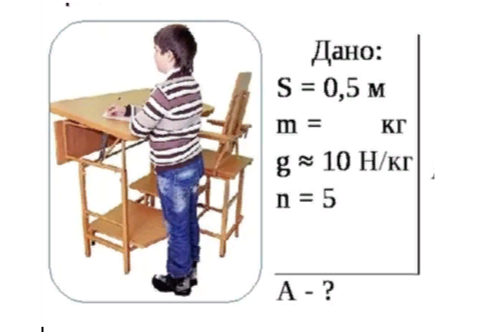 Дано:
S = 0,5 м
m = кг
g ≈ 10 Н/кг
n = 5
А - ?